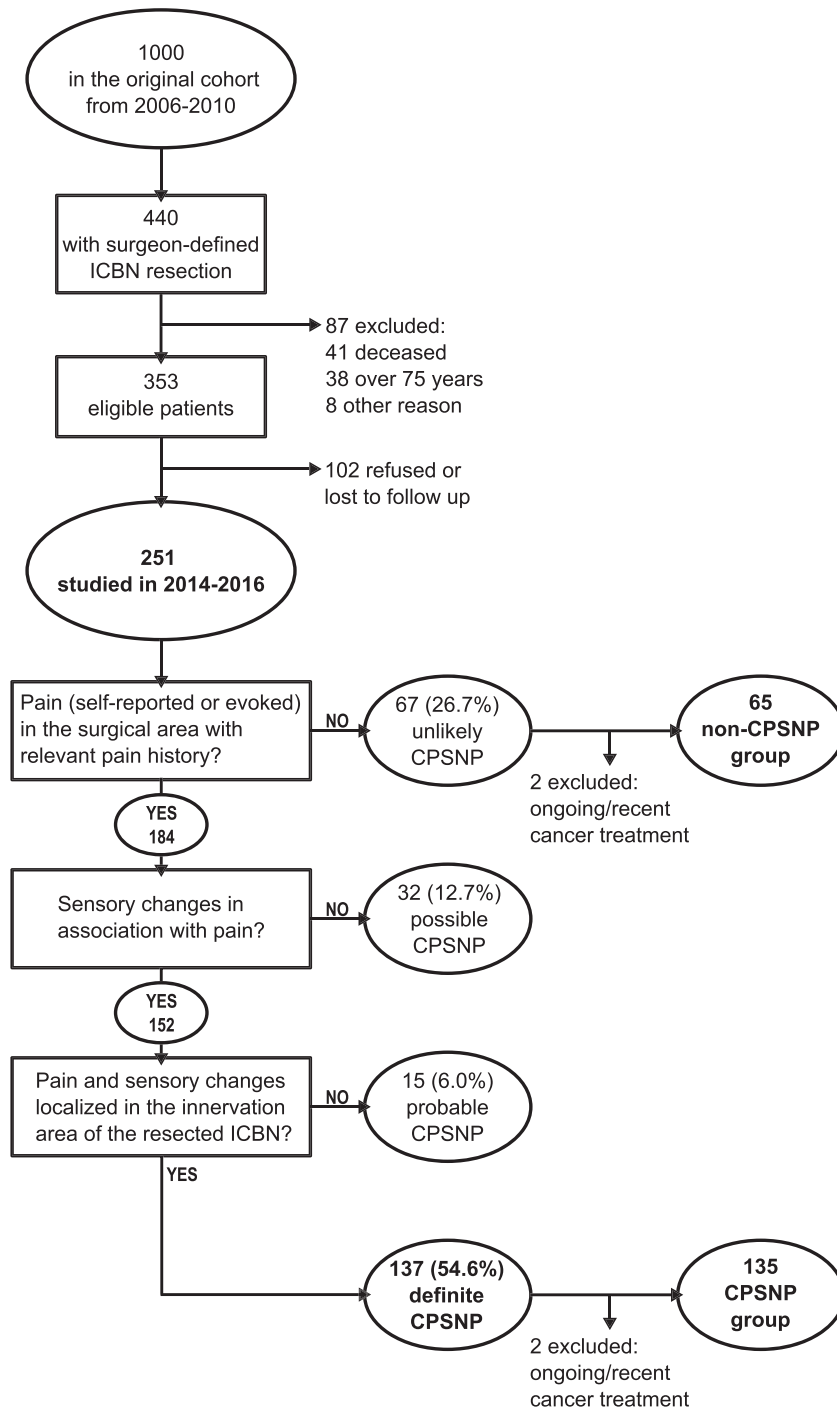 1000
in the original cohort
from 2006-2010
440
with surgeon-defined
ICBN resection
87 excluded:
41 deceased
38 over 75 years
8 other reason
353
eligible patients
102 refused or
lost to follow up
251
studied in 2014-2016
Pain (self-reported or evoked)
in the surgical area with
relevant pain history?
NO
67 (26.7%)
unlikely
CPSNP
65
non-CPSNP
group
2 excluded:
ongoing/recent
cancer treatment
YES
184
Sensory changes in
association with pain?
NO
32 (12.7%)
possible
CPSNP
YES
152
Pain and sensory changes
localized in the innervation
area of the resected ICBN?
NO
15 (6.0%)
probable
CPSNP
YES
137 (54.6%)
definite
CPSNP
135
CPSNP
group
2 excluded:
ongoing/recent
cancer treatment